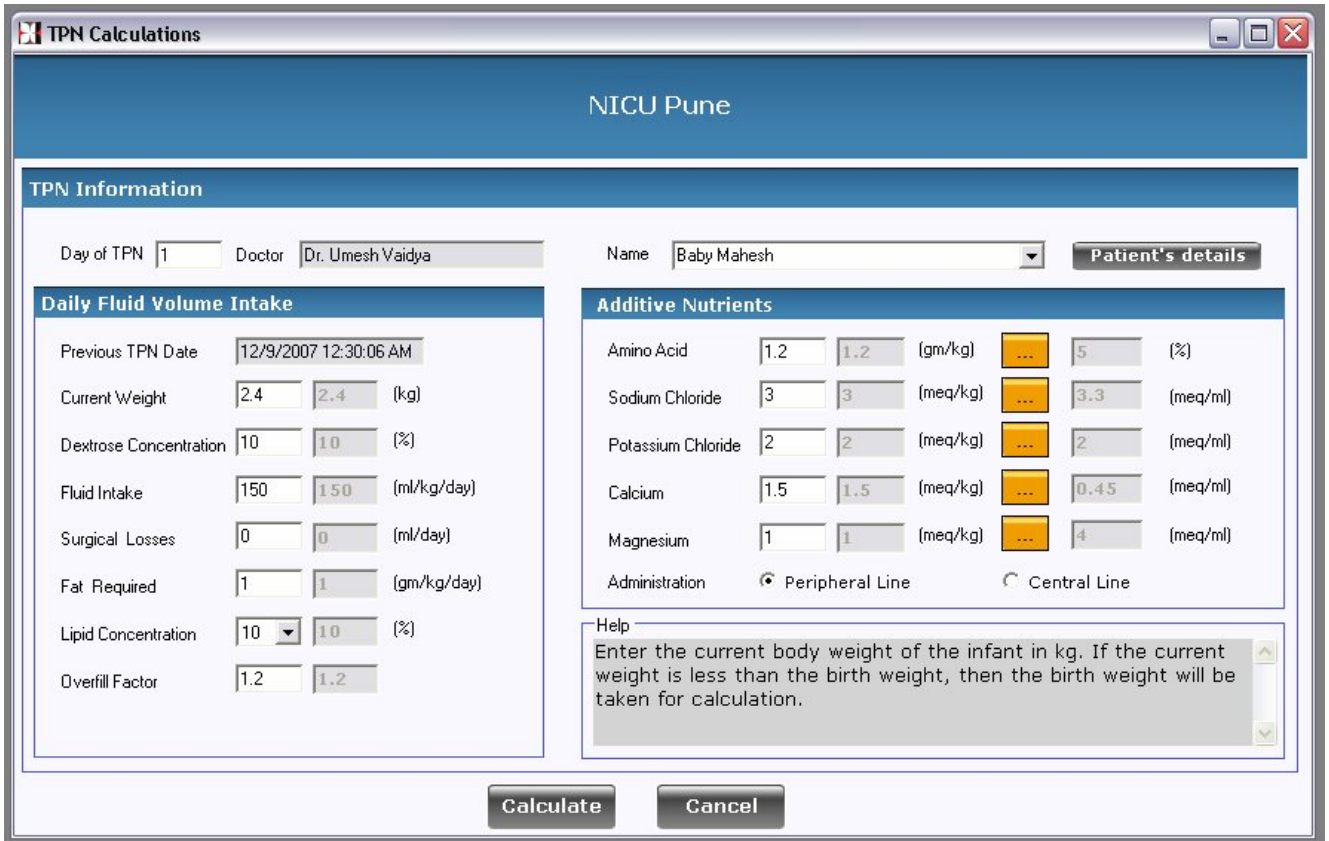 TPN Calculations
NICU Pune
TPN Information
Day of TPN 1 Doctor Dr. Umesh Vaidya Name Baby Mahesh Patient's details
Daily Fluid Volume Intake
Previous TPN Date 12/9/2007 12:30:06 AM
Current Weight 2.4 2.4 (kg)
Dextrose Concentration 10 10 (%)
Fluid Intake 150 150 (ml/kg/day)
Surgical Losses 0 0 (ml/day)
Fat Required 1 1 (gm/kg/day)
Lipid Concentration 10 10 (%)
Overfill Factor 1.2 1.2
Additive Nutrients
Amino Acid 1.2 1.2 (gm/kg) ... 5 (%)
Sodium Chloride 3 3 (meq/kg) ... 3.3 (meq/ml)
Potassium Chloride 2 2 (meq/kg) ... 2 (meq/ml)
Calcium 1.5 1.5 (meq/kg) ... 0.45 (meq/ml)
Magnesium 1 1 (meq/kg) ... 4 (meq/ml)
Administration Peripheral Line Central Line
Help
Enter the current body weight of the infant in kg. If the current
weight is less than the birth weight, then the birth weight will be
taken for calculation.
Calculate Cancel